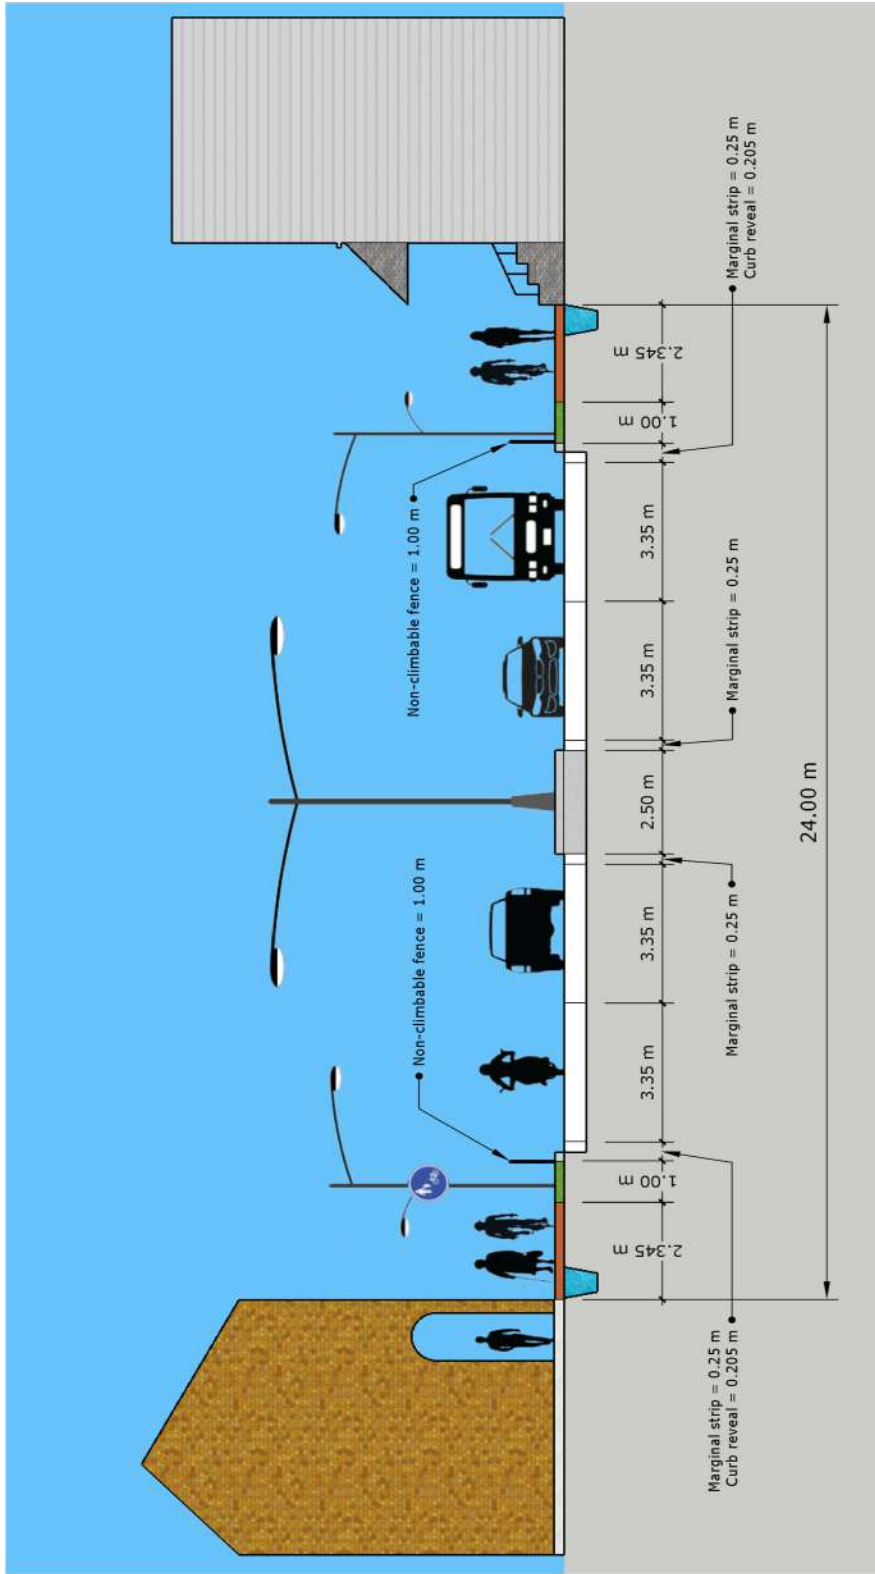 Non-climbable fence = 1.00 m
Non-climbable fence = 1.00 m
2.345 m
1.00 m
3.35 m
3.35 m
2.50 m
3.35 m
3.35 m
1.00 m
2.345 m
Marginal strip = 0.25 m
Curb reveal = 0.205 m
Marginal strip = 0.25 m
Marginal strip = 0.25 m
Marginal strip = 0.25 m
Curb reveal = 0.205 m
24.00 m